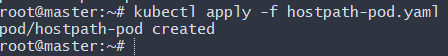 root@master:~# kubectl apply -f hostpath-pod.yaml
pod/hostpath-pod created
root@master:~#